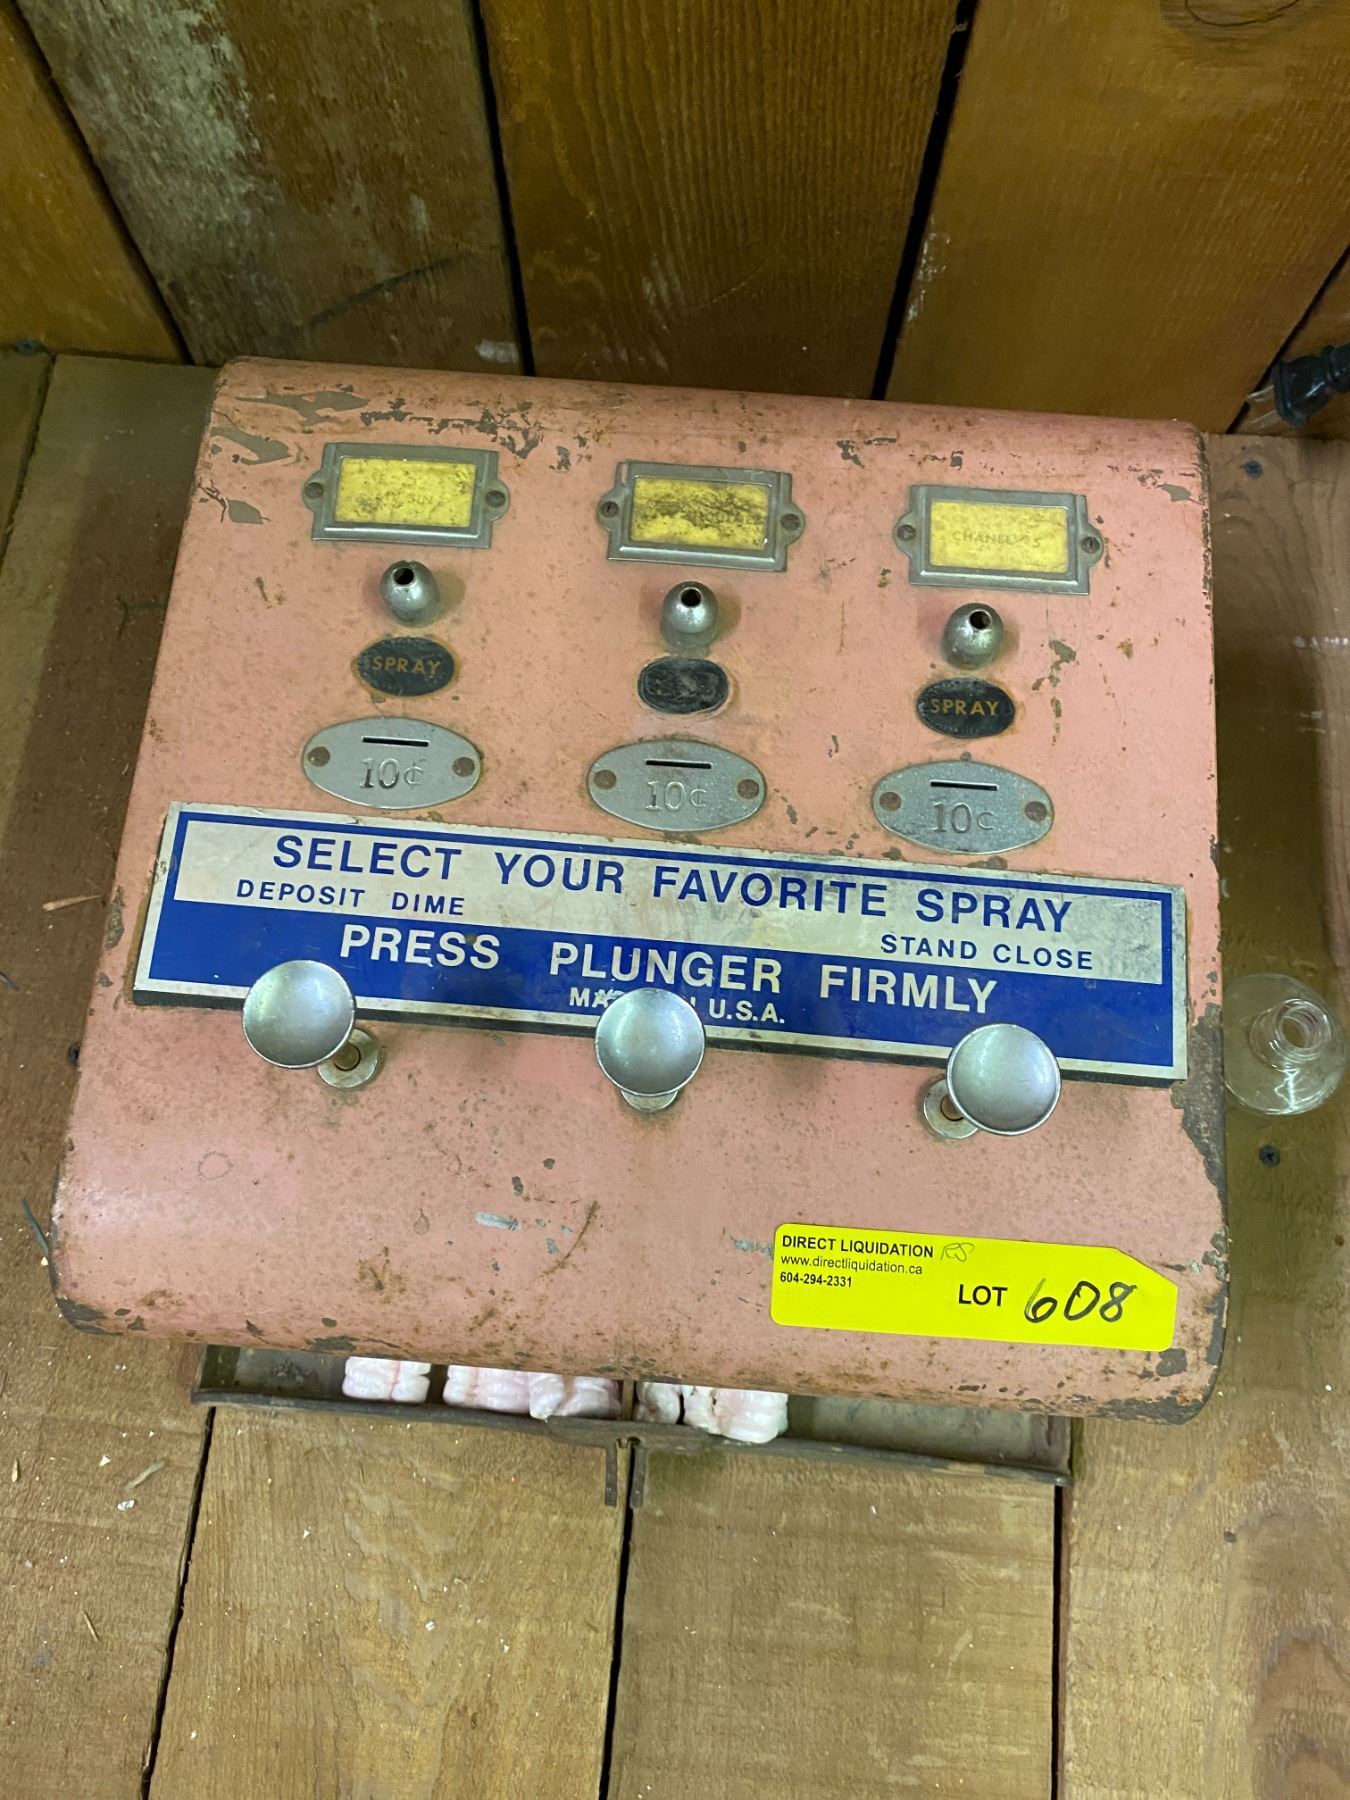 CHANEL #5
SPRAY
SPRAY
10¢
10¢
10¢
SELECT YOUR FAVORITE SPRAY
DEPOSIT DIME
STAND CLOSE
PRESS PLUNGER FIRMLY
U.S.A.
DIRECT LIQUIDATION RS
www.directliquidation.ca
604-294-2331
LOT 608